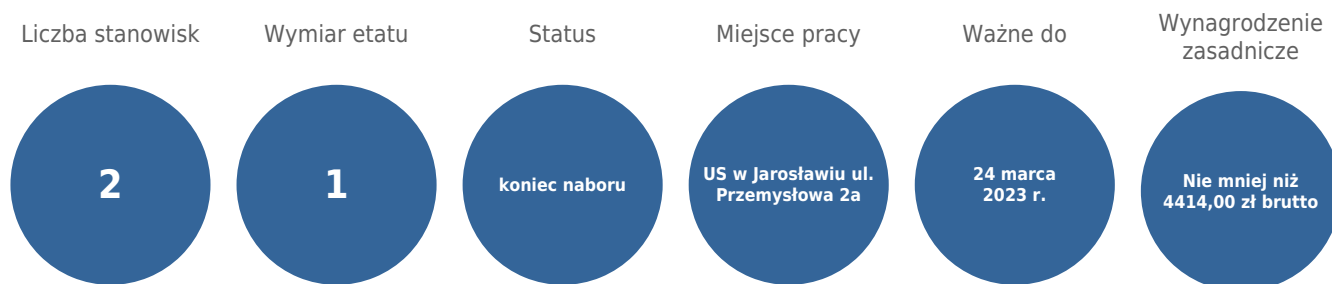 Liczba stanowisk
2
Wymiar etatu
1
Status
koniec naboru
Miejsce pracy
US w Jarosławiu ul.
Przemysłowa 2a
Ważne do
24 marca
2023 r.
Wynagrodzenie
zasadnicze
Nie mniej niż
4414,00 zł brutto